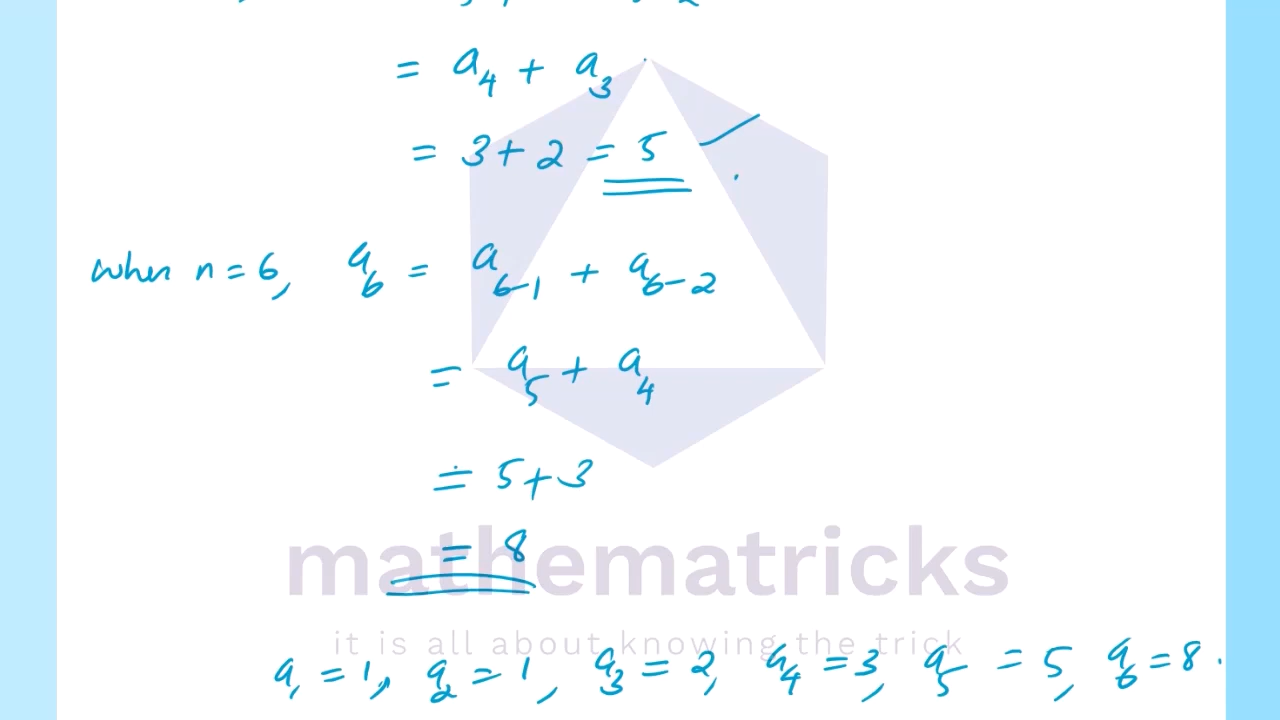 = a₄ + a₃
= 3 + 2 = 5
when n = 6, a₆ = a₆₋₁ + a₆₋₂
= a₅ + a₄
= 5 + 3
= 8
mathematricks
it is all about knowing the trick
a₁ = 1, a₂ = 1, a₃ = 2, a₄ = 3, a₅ = 5, a₆ = 8.